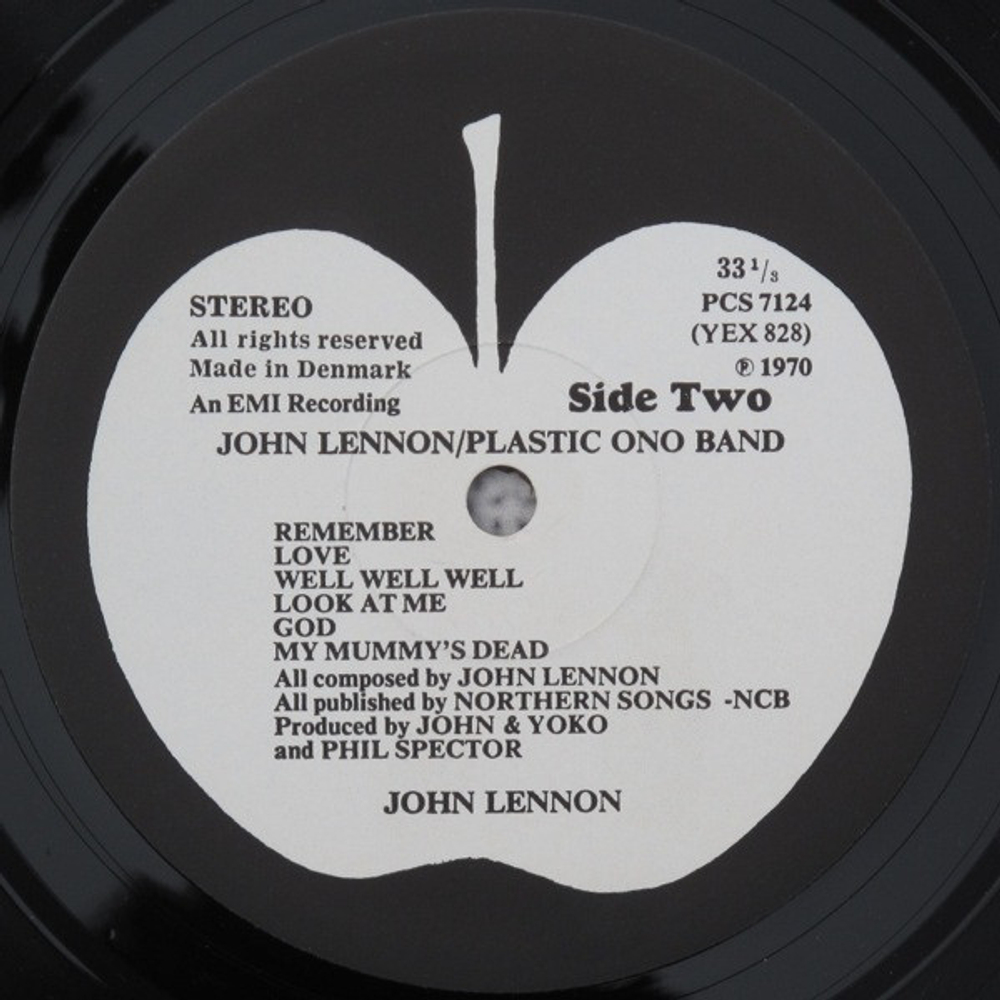 STEREO
All rights reserved
Made in Denmark
An EMI Recording
33 1/3
PCS 7124
(YEX 828)
℗ 1970
Side Two
JOHN LENNON/PLASTIC ONO BAND
REMEMBER
LOVE
WELL WELL WELL
LOOK AT ME
GOD
MY MUMMY'S DEAD
All composed by JOHN LENNON
All published by NORTHERN SONGS -NCB
Produced by JOHN & YOKO
and PHIL SPECTOR
JOHN LENNON